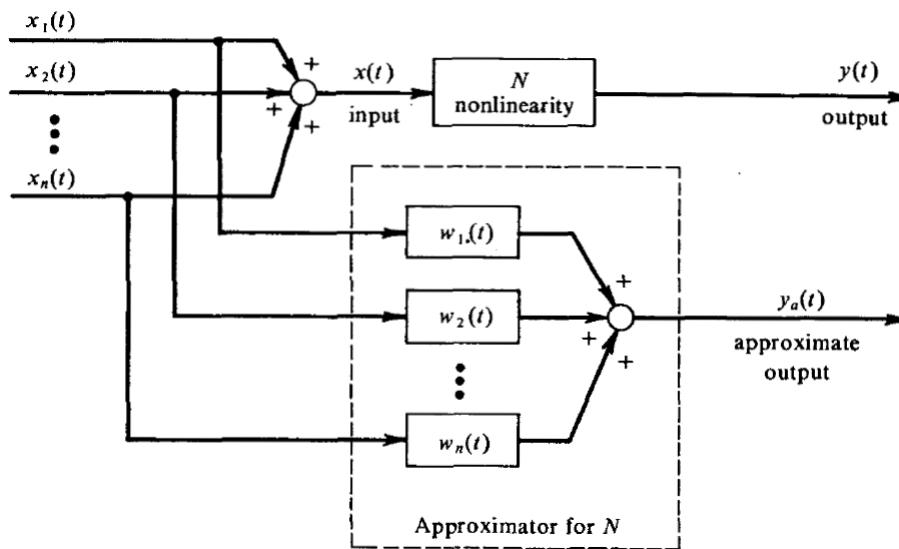 x₁(t)
x₂(t)
xₙ(t)
+
+
+
x(t)
input
N
nonlinearity
y(t)
output
w₁(t)
w₂(t)
wₙ(t)
+
+
+
yₐ(t)
approximate
output
Approximator for N